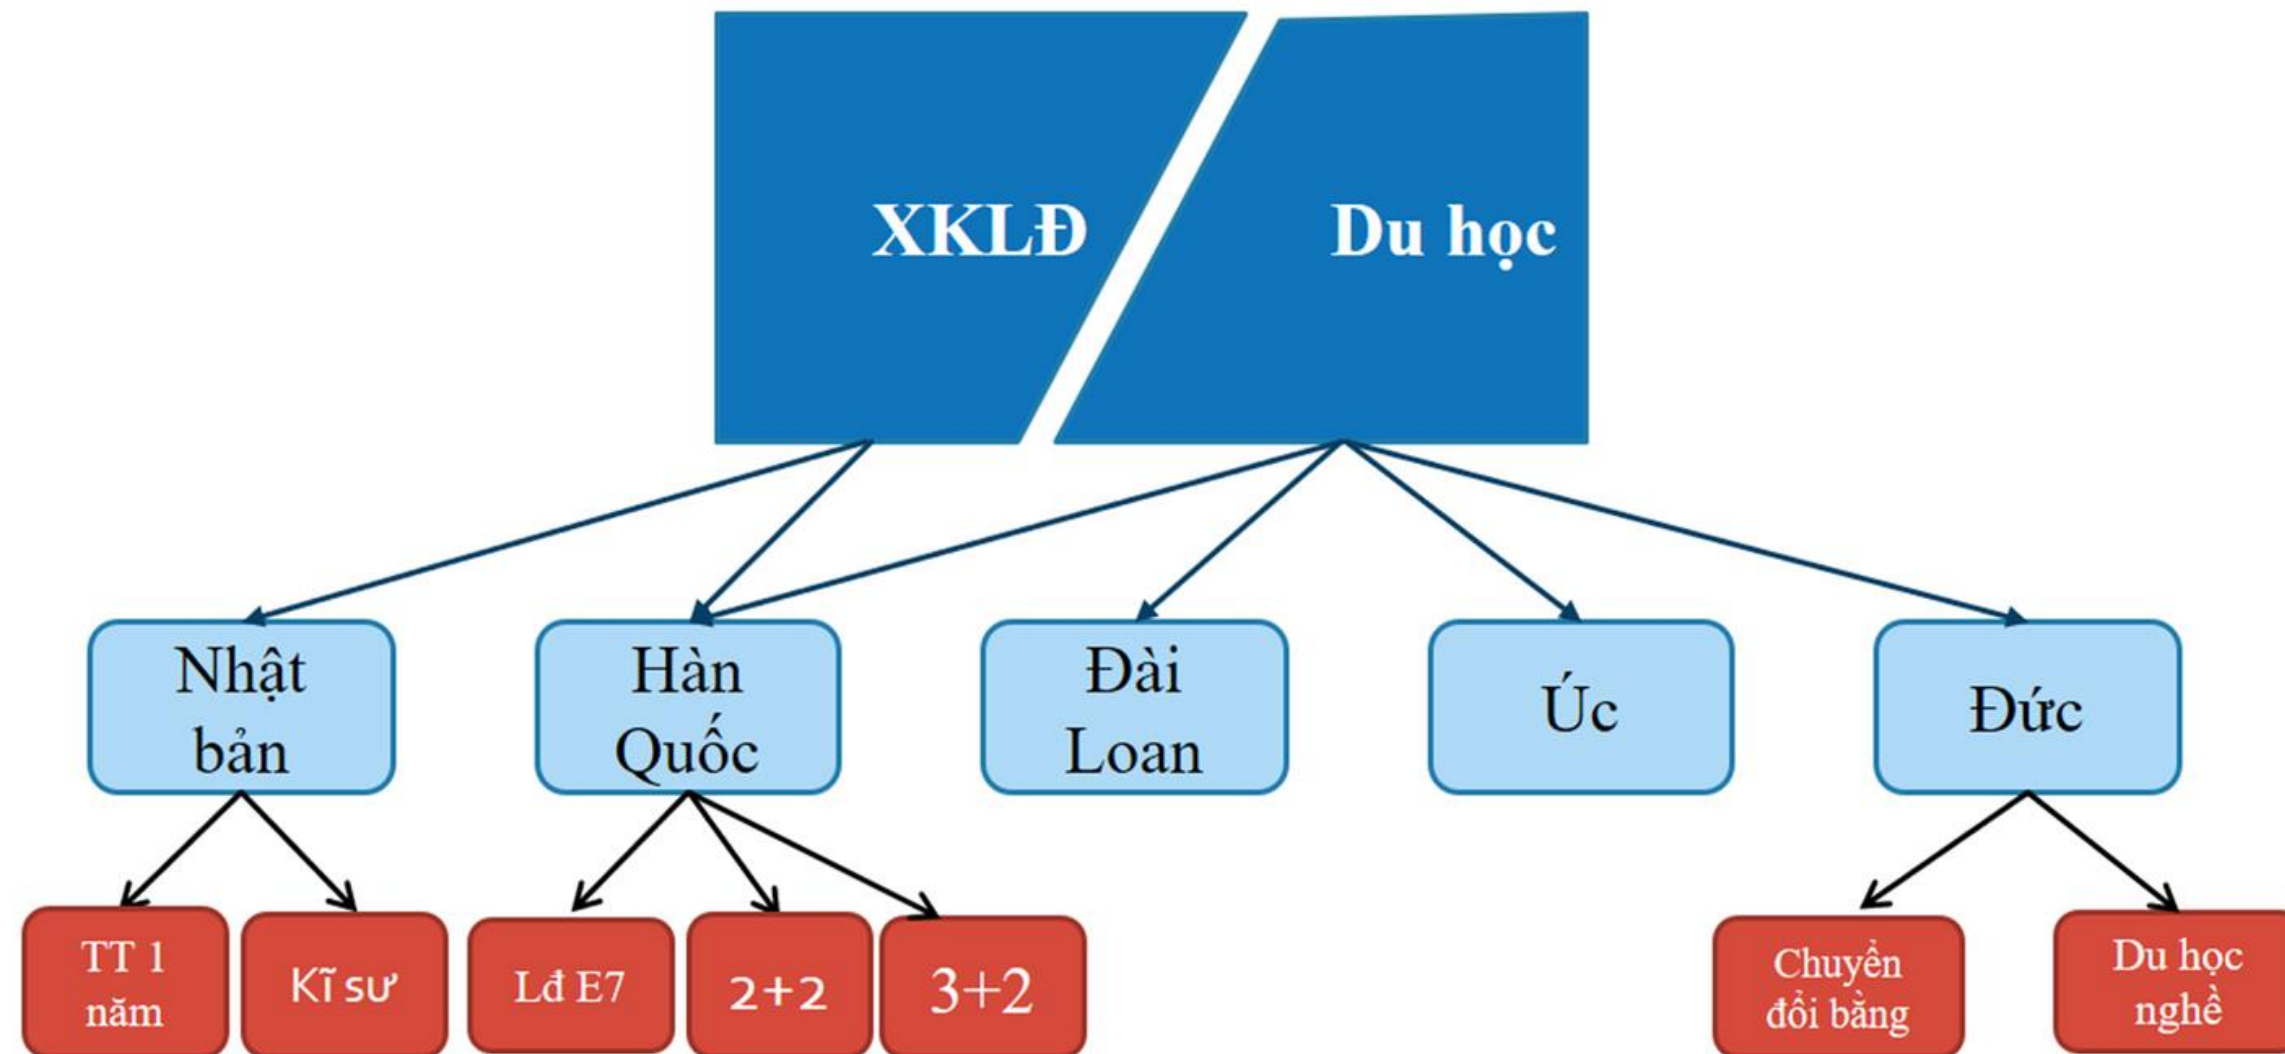 XKLĐ
Du học
Nhật
bản
Hàn
Quốc
Đài
Loan
Úc
Đức
TT 1
năm
Kĩ sư
Lđ E7
2+2
3+2
Chuyển
đổi bằng
Du học
nghề